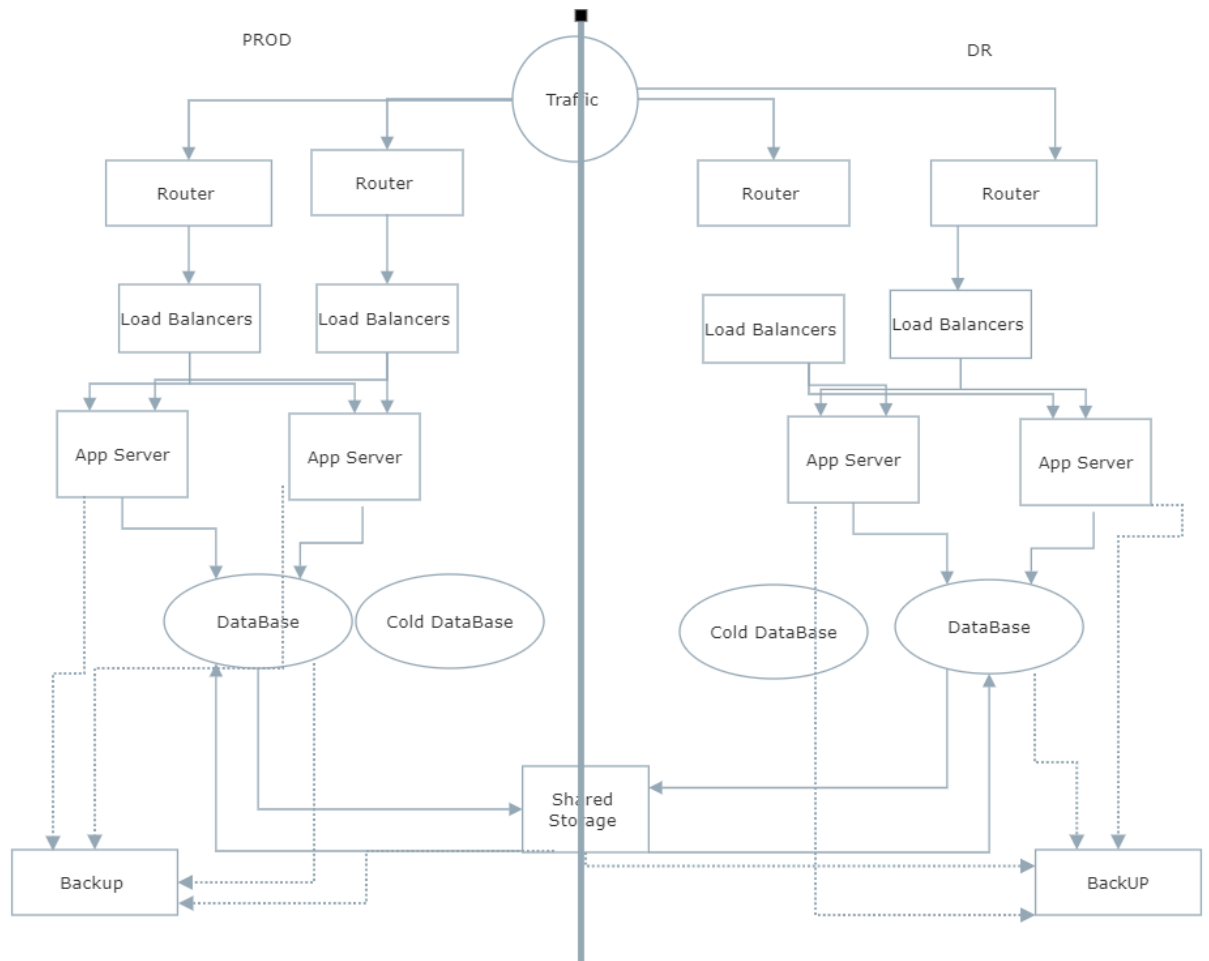 PROD
DR
Traffic
Router
Router
Router
Router
Load Balancers
Load Balancers
Load Balancers
Load Balancers
App Server
App Server
App Server
App Server
DataBase
Cold DataBase
Cold DataBase
DataBase
Shared
Storage
Backup
BackUP